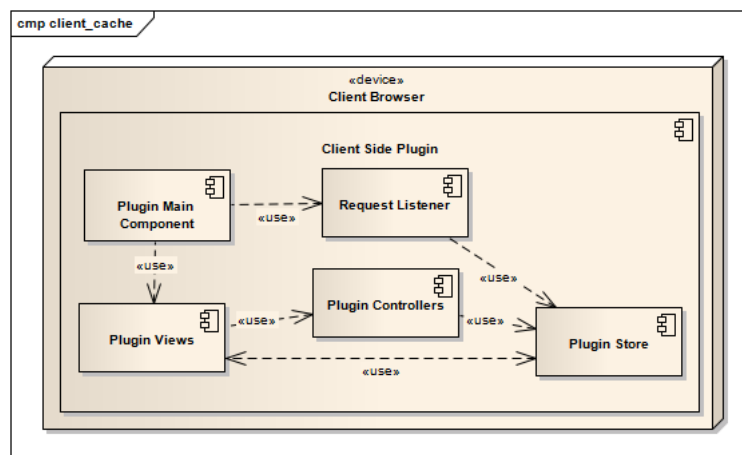 cmp client_cache
«device»
Client Browser
Client Side Plugin
Plugin Main
Component
«use»
Request Listener
«use»
«use»
Plugin Views
«use»
Plugin Controllers
«use»
Plugin Store
«use»